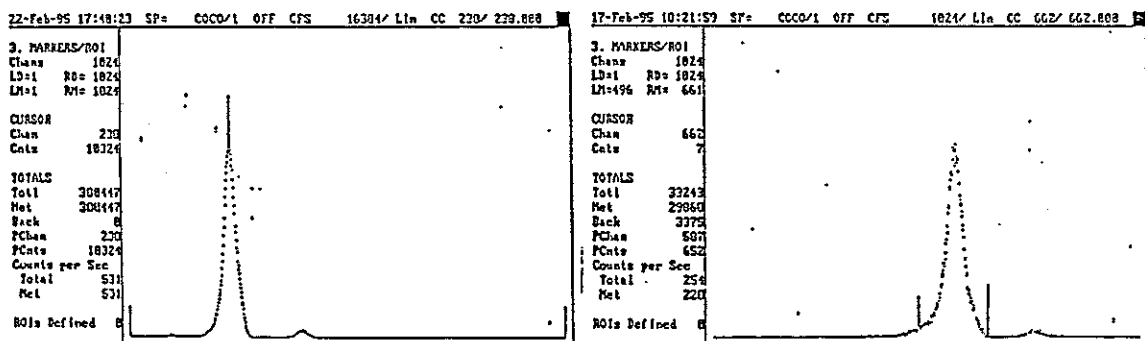 22-Feb-95 17:48:23 SP= COCO/1 OFF CFS 16384/ Lin CC 230/ 230.000
3. MARKERS/ROI
Chans 1024
LD=1 RD= 1024
LM=1 RM= 1024
CURSOR
Chan 230
Cnts 10324
TOTALS
Totl 308447
Net 308447
Back 0
PChan 230
PCnts 10324
Counts per Sec
Total 531
Net 531
ROIs Defined 0
17-Feb-95 10:21:59 SP= COCO/1 OFF CFS 1024/ Lin CC 662/ 662.000
3. MARKERS/ROI
Chans 1024
LD=1 RD= 1024
LM=496 RM= 661
CURSOR
Chan 662
Cnts 7
TOTALS
Totl 33243
Net 29868
Back 3375
PChan 587
PCnts 652
Counts per Sec
Total 254
Net 228
ROIs Defined 0